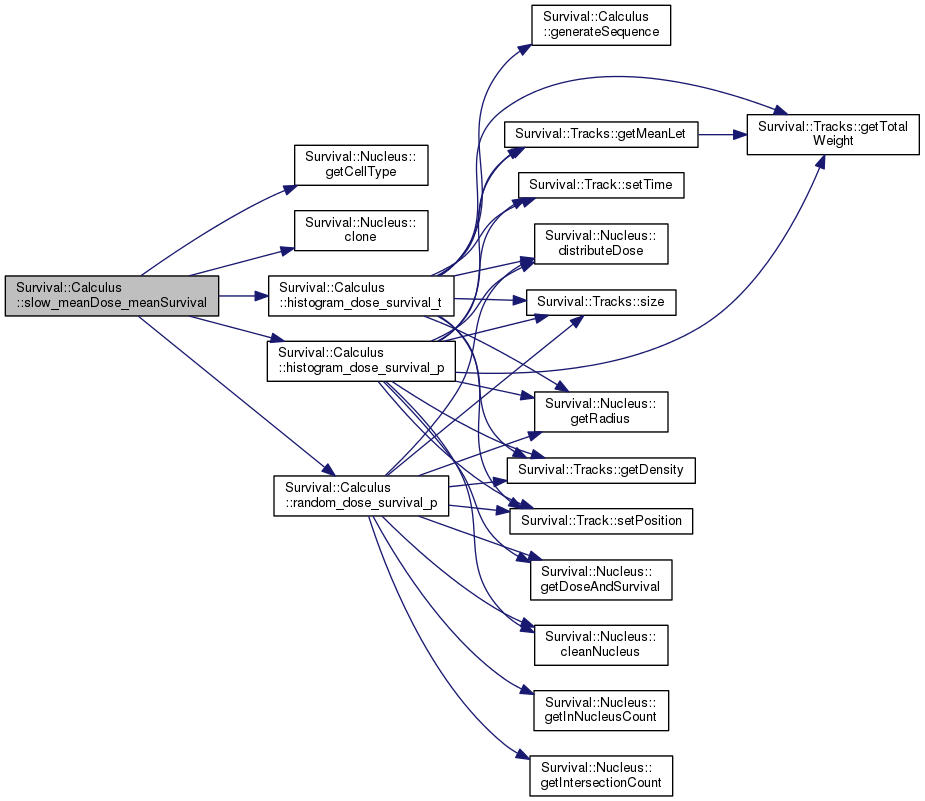 Survival::Calculus
::generateSequence
Survival::Tracks::getTotal
Weight
Survival::Tracks::getMeanLet
Survival::Nucleus::
getCellType
Survival::Track::setTime
Survival::Nucleus::
clone
Survival::Nucleus::
distributeDose
Survival::Calculus
::slow_meanDose_meanSurvival
Survival::Calculus
::histogram_dose_survival_t
Survival::Tracks::size
Survival::Calculus
::histogram_dose_survival_p
Survival::Nucleus::
getRadius
Survival::Tracks::getDensity
Survival::Calculus
::random_dose_survival_p
Survival::Track::setPosition
Survival::Nucleus::
getDoseAndSurvival
Survival::Nucleus::
cleanNucleus
Survival::Nucleus::
getInNucleusCount
Survival::Nucleus::
getIntersectionCount